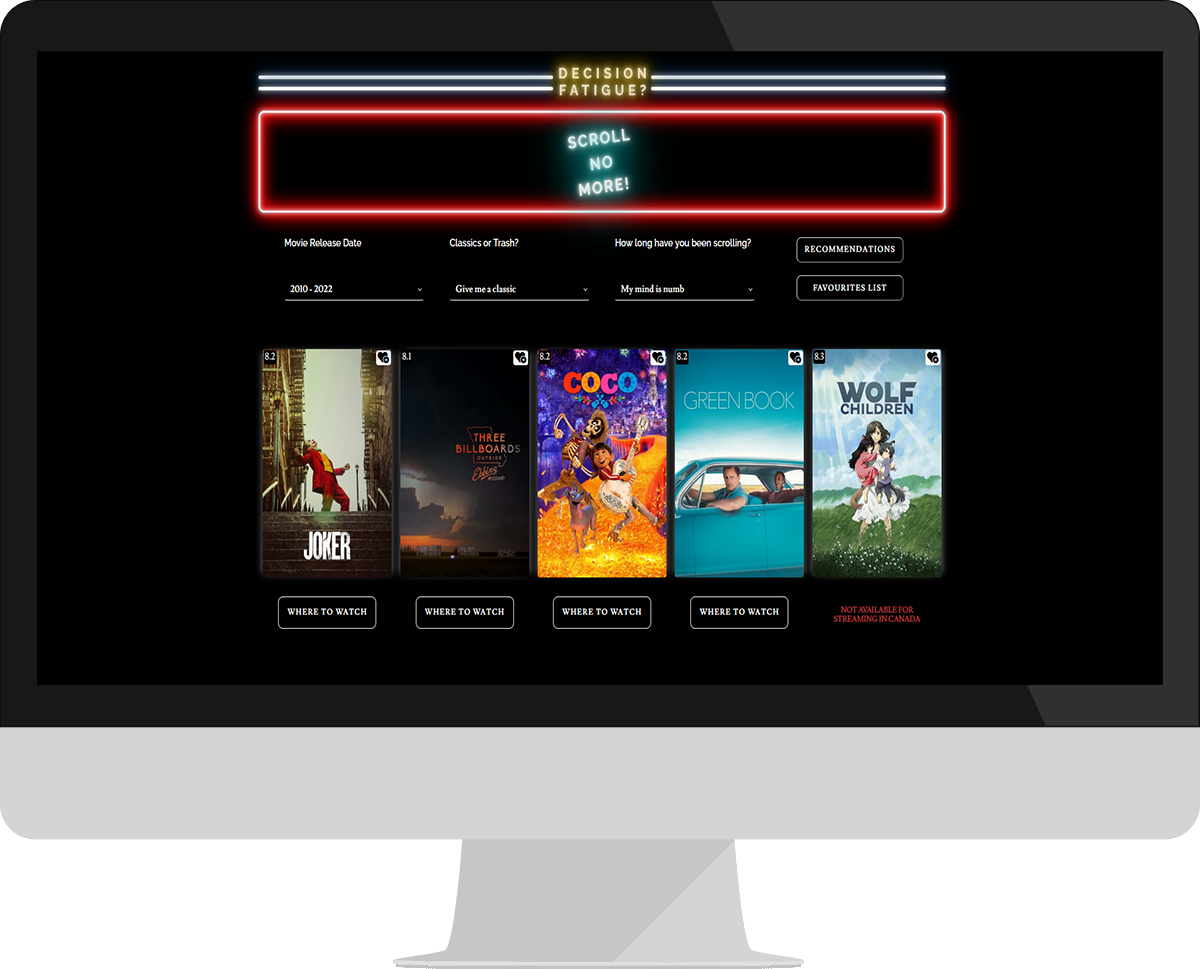 DECISION
FATIGUE?
SCROLL
NO
MORE!
Movie Release Date
Classics or Trash?
How long have you been scrolling?
RECOMMENDATIONS
2010 - 2022
Give me a classic
My mind is numb
FAVOURITES LIST
8.2
8.1
8.2
8.2
8.3
JOKER
THREE
BILLBOARDS
OUTSIDE
Ebbing
MISSOURI
COCO
GREEN BOOK
WOLF
CHILDREN
WHERE TO WATCH
WHERE TO WATCH
WHERE TO WATCH
WHERE TO WATCH
NOT AVAILABLE FOR
STREAMING IN CANADA